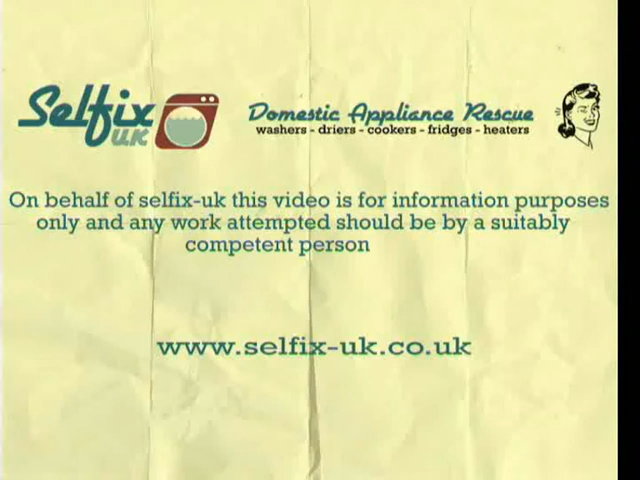 Selfix
UK
Domestic Appliance Rescue
washers - driers - cookers - fridges - heaters
On behalf of selfix-uk this video is for information purposes
only and any work attempted should be by a suitably
competent person
www.selfix-uk.co.uk